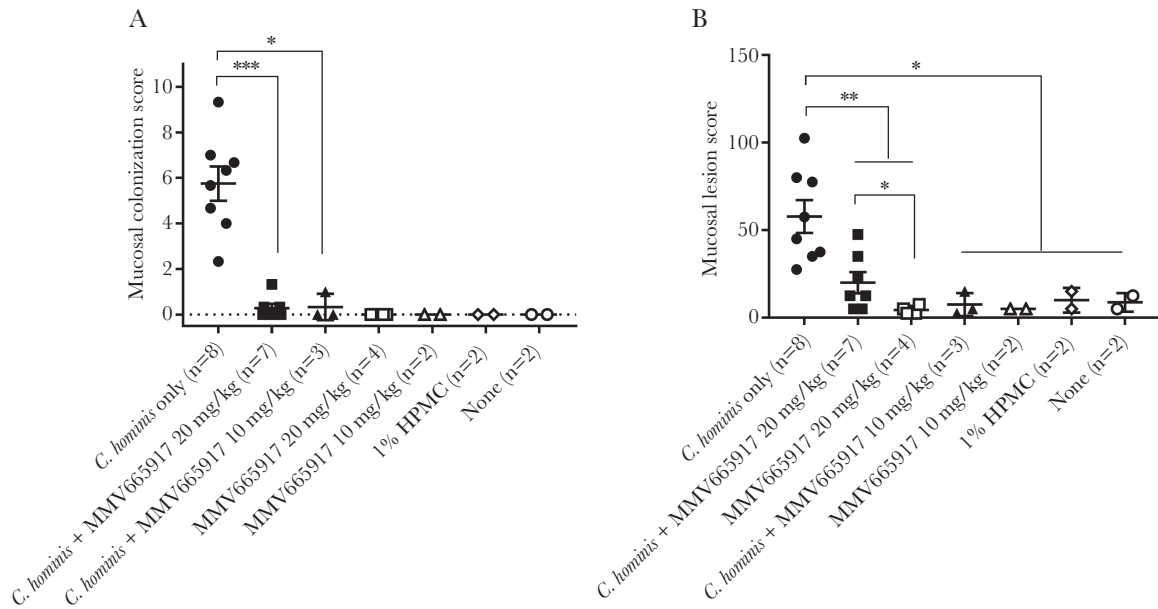 A
Mucosal colonization score
10
8
6
4
2
0
*
***
C. hominis only (n=8)
C. hominis + MMV665917 20 mg/kg (n=7)
C. hominis + MMV665917 10 mg/kg (n=3)
MMV665917 20 mg/kg (n=4)
MMV665917 10 mg/kg (n=2)
1% HPMC (n=2)
None (n=2)
B
Mucosal lesion score
150
100
50
0
*
**
*
C. hominis only (n=8)
C. hominis + MMV665917 20 mg/kg (n=7)
MMV665917 20 mg/kg (n=4)
C. hominis + MMV665917 10 mg/kg (n=3)
MMV665917 10 mg/kg (n=2)
1% HPMC (n=2)
None (n=2)